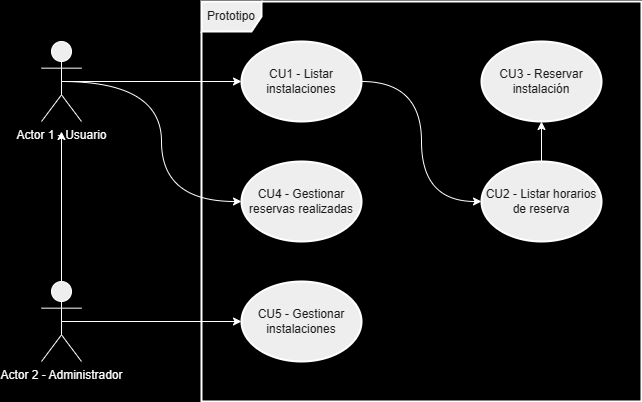 Prototipo
CU1 - Listar
instalaciones
CU3 - Reservar
instalación
Actor 1 - Usuario
CU4 - Gestionar
reservas realizadas
CU2 - Listar horarios
de reserva
CU5 - Gestionar
instalaciones
Actor 2 - Administrador